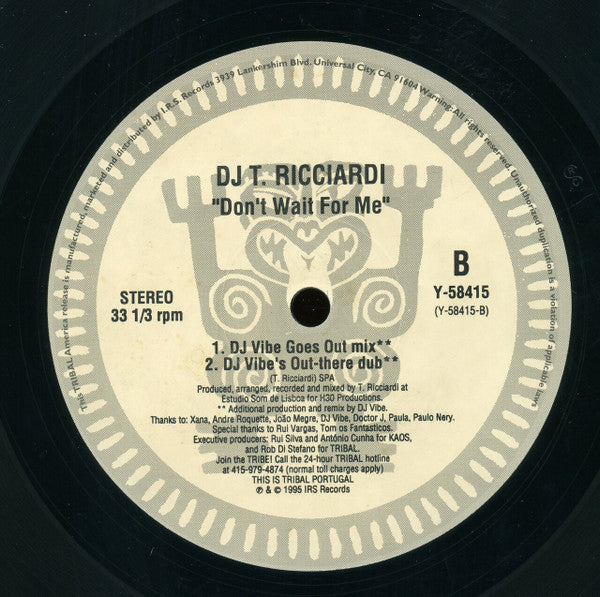 This TRIBAL America release is manufactured, marketed and distributed by I.R.S. Records 3939 Lankershim Blvd. Universal City, CA 91604 Warning: All rights reserved. Unauthorized duplication is a violation of applicable laws
DJ T. RICCIARDI
"Don't Wait For Me"
STEREO
33 1/3 rpm
B
Y-58415
(Y-58415-B)
1. DJ Vibe Goes Out mix**
2. DJ Vibe's Out-there dub**
(T. Ricciardi) SPA
Produced, arranged, recorded and mixed by T. Ricciardi at
Estudio Som de Lisboa for H30 Productions.
** Additional production and remix by DJ Vibe.
Thanks to: Xana, Andre Roquette, João Megre, DJ Vibe, Doctor J, Paula, Paulo Nery.
Special thanks to Rui Vargas, Tom os Fantasticos.
Executive producers: Rui Silva and António Cunha for KAOS,
and Rob Di Stefano for TRIBAL.
Join the TRIBE! Call the 24-hour TRIBAL hotline
at 415-979-4874 (normal toll charges apply)
THIS IS TRIBAL PORTUGAL
℗ & © 1995 IRS Records